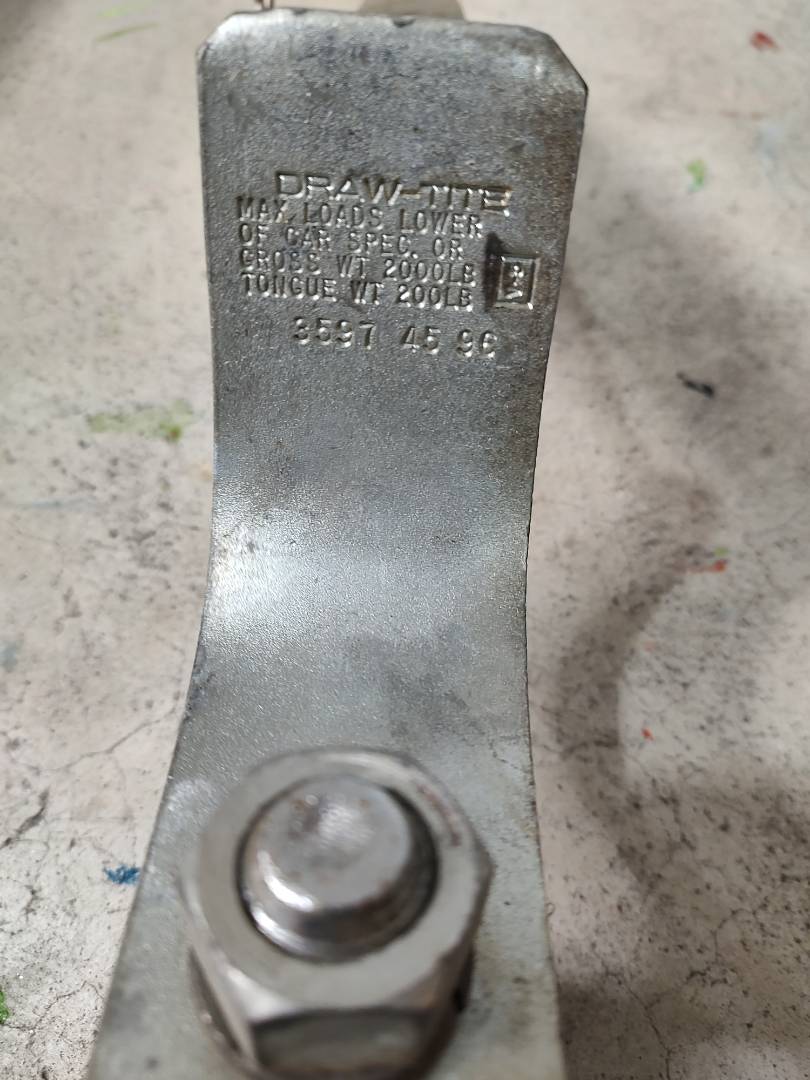 DRAW-TITE
MAX. LOADS LOWER
OF CAR SPEC. OR
GROSS WT 2000LB
TONGUE WT 200LB
3597 45 96